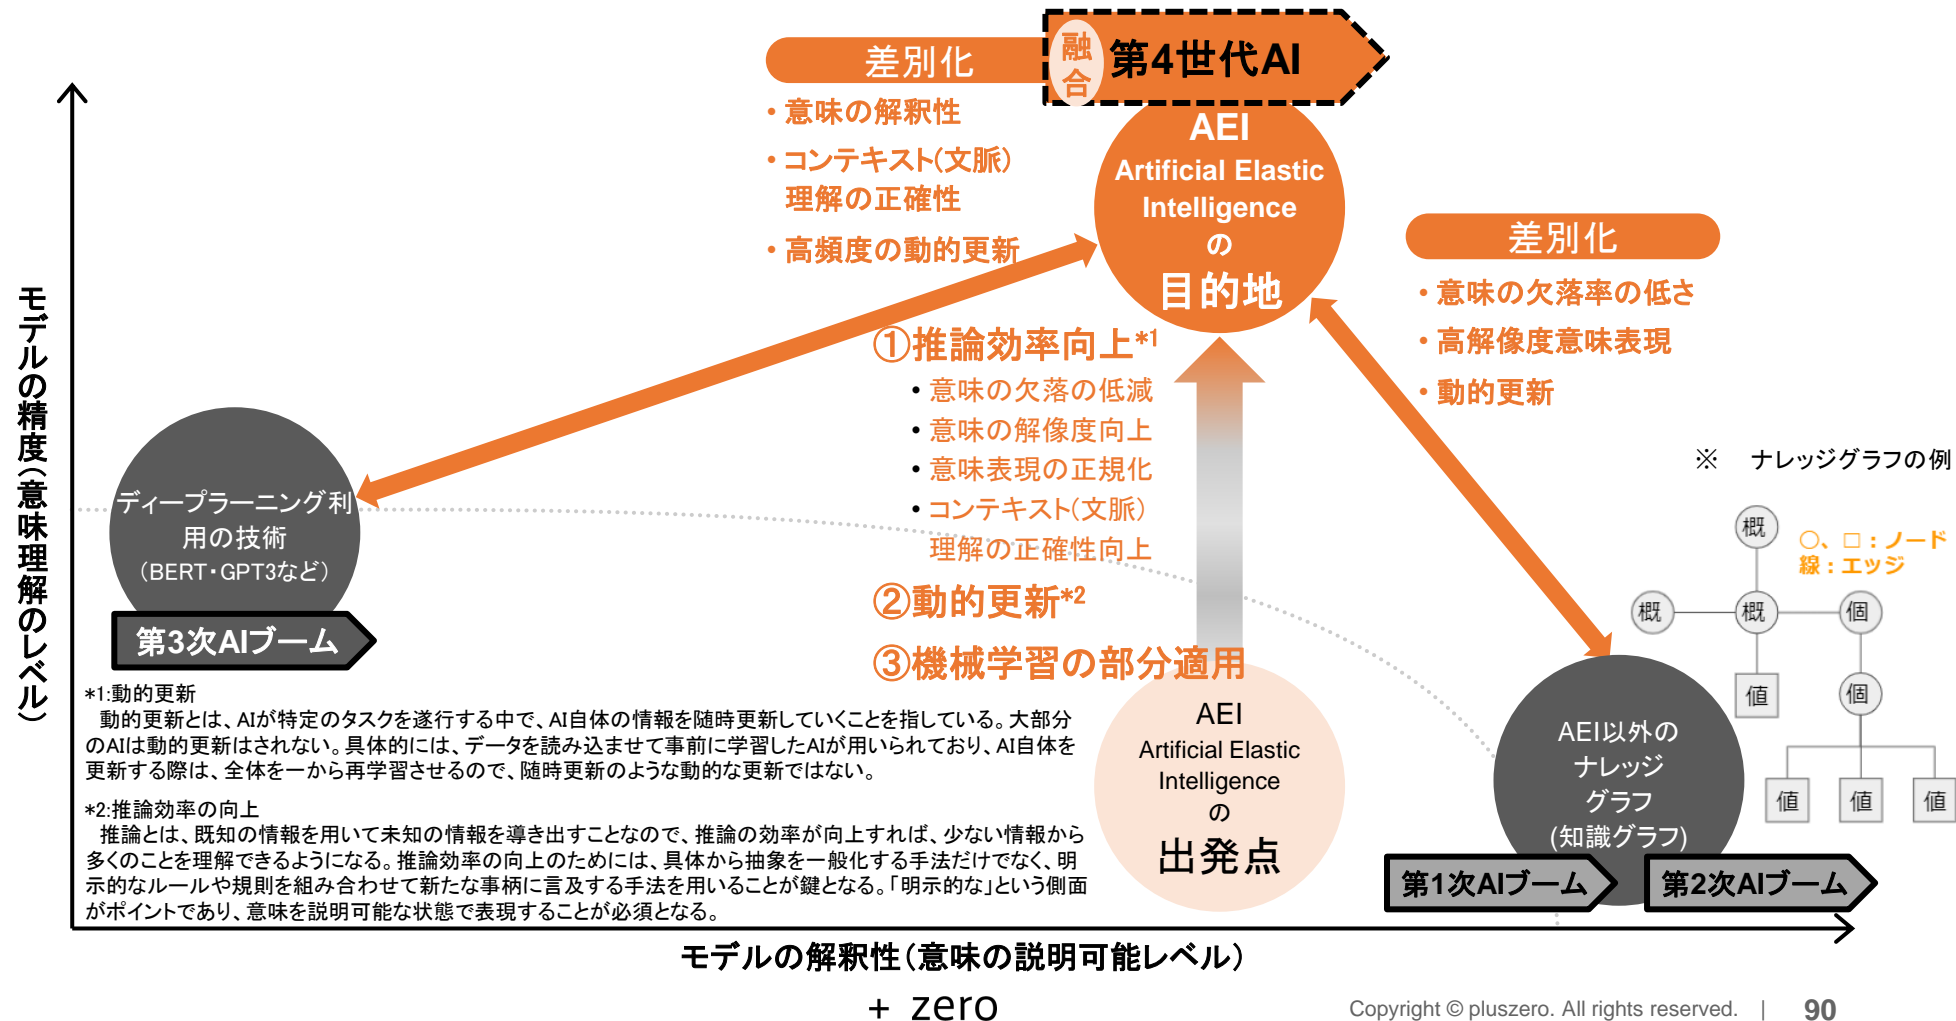 融合
第4世代AI
差別化
・意味の解釈性
・コンテキスト(文脈)
理解の正確性
・高頻度の動的更新
AEI
Artificial Elastic
Intelligence
の
目的地
差別化
・意味の欠落率の低さ
・高解像度意味表現
・動的更新
①推論効率向上*1
• 意味の欠落の低減
• 意味の解像度向上
• 意味表現の正規化
• コンテキスト(文脈)
理解の正確性向上
②動的更新*2
③機械学習の部分適用
モデルの精度(意味理解のレベル)
ディープラーニング利
用の技術
(BERT・GPT3など)
第3次AIブーム
※ ナレッジグラフの例
概
○、□:ノード
線:エッジ
概
概
個
値
個
値
値
値
*1:動的更新
動的更新とは、AIが特定のタスクを遂行する中で、AI自体の情報を随時更新していくことを指している。大部分
のAIは動的更新はされない。具体的には、データを読み込ませて事前に学習したAIが用いられており、AI自体を
更新する際は、全体を一から再学習させるので、随時更新のような動的な更新ではない。
*2:推論効率の向上
推論とは、既知の情報を用いて未知の情報を導き出すことなので、推論の効率が向上すれば、少ない情報から
多くのことを理解できるようになる。推論効率の向上のためには、具体から抽象を一般化する手法だけでなく、明
示的なルールや規則を組み合わせて新たな事柄に言及する手法を用いることが鍵となる。「明示的な」という側面
がポイントであり、意味を説明可能な状態で表現することが必須となる。
AEI
Artificial Elastic
Intelligence
の
出発点
AEI以外の
ナレッジ
グラフ
(知識グラフ)
第1次AIブーム
第2次AIブーム
モデルの解釈性(意味の説明可能レベル)
+ zero
Copyright © pluszero. All rights reserved. | 90